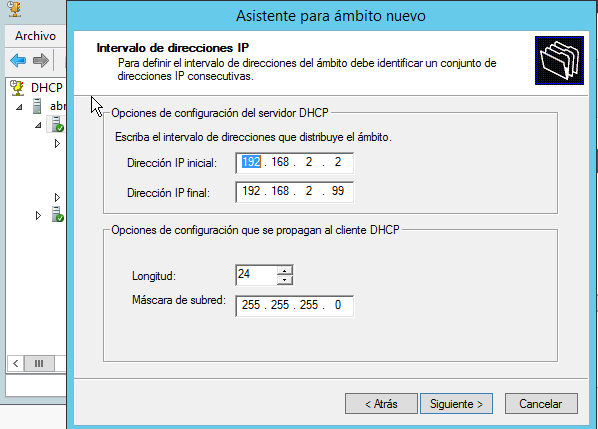 Asistente para ámbito nuevo
Archivo
DHCP
abr
Intervalo de direcciones IP
Para definir el intervalo de direcciones del ámbito debe identificar un conjunto de
direcciones IP consecutivas.
Opciones de configuración del servidor DHCP
Escriba el intervalo de direcciones que distribuye el ámbito.
Dirección IP inicial: 192 . 168 . 2 . 2
Dirección IP final: 192 . 168 . 2 . 99
Opciones de configuración que se propagan al cliente DHCP
Longitud: 24
Máscara de subred: 255 . 255 . 255 . 0
< Atrás
Siguiente >
Cancelar